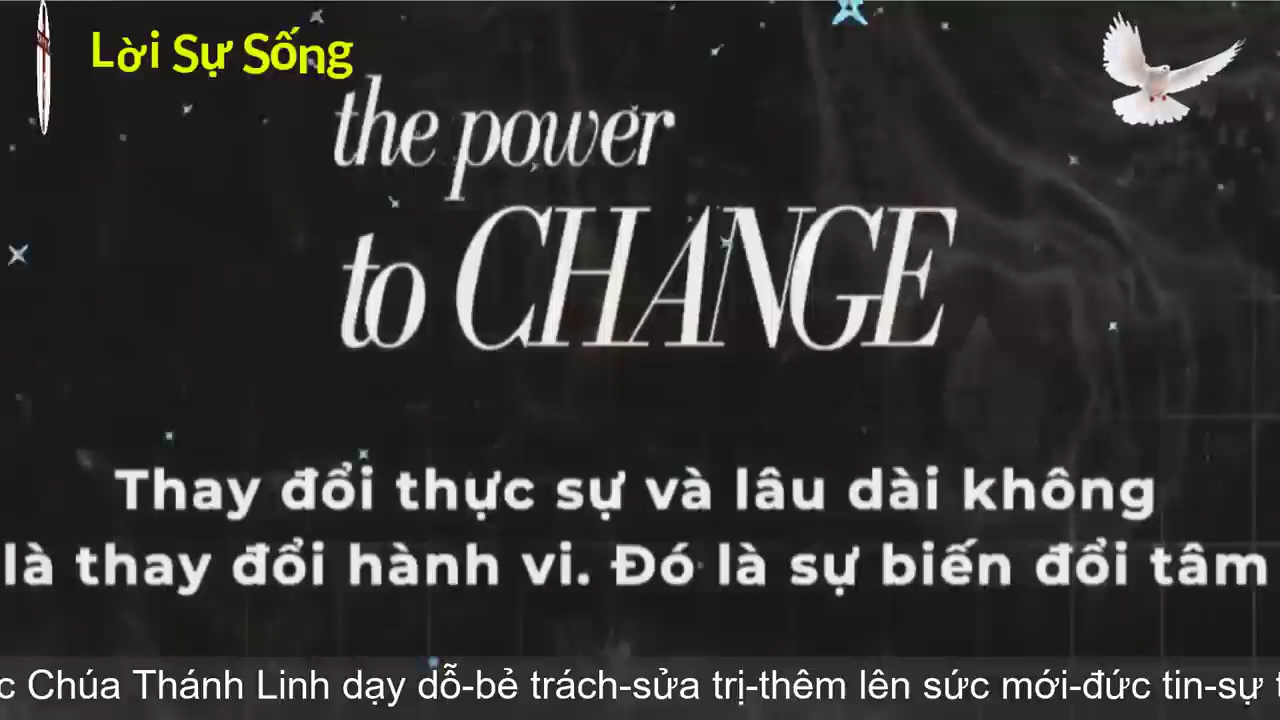 Lời Sự Sống
the power
to CHANGE
Thay đổi thực sự và lâu dài không
là thay đổi hành vi. Đó là sự biến đổi tâm
Chúa Thánh Linh dạy dỗ-bẻ trách-sửa trị-thêm lên sức mới-đức tin-sự